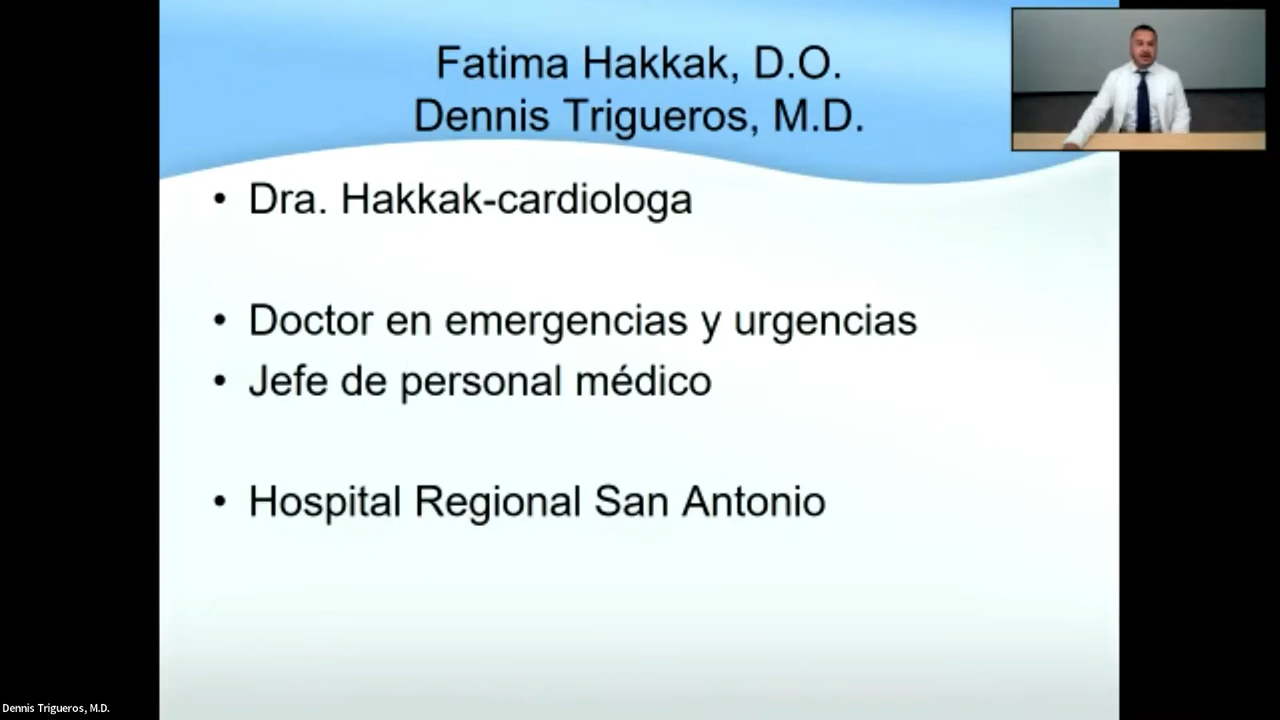 Fatima Hakkak, D.O.
Dennis Trigueros, M.D.
• Dra. Hakkak-cardiologa
• Doctor en emergencias y urgencias
• Jefe de personal médico
• Hospital Regional San Antonio
Dennis Trigueros, M.D.